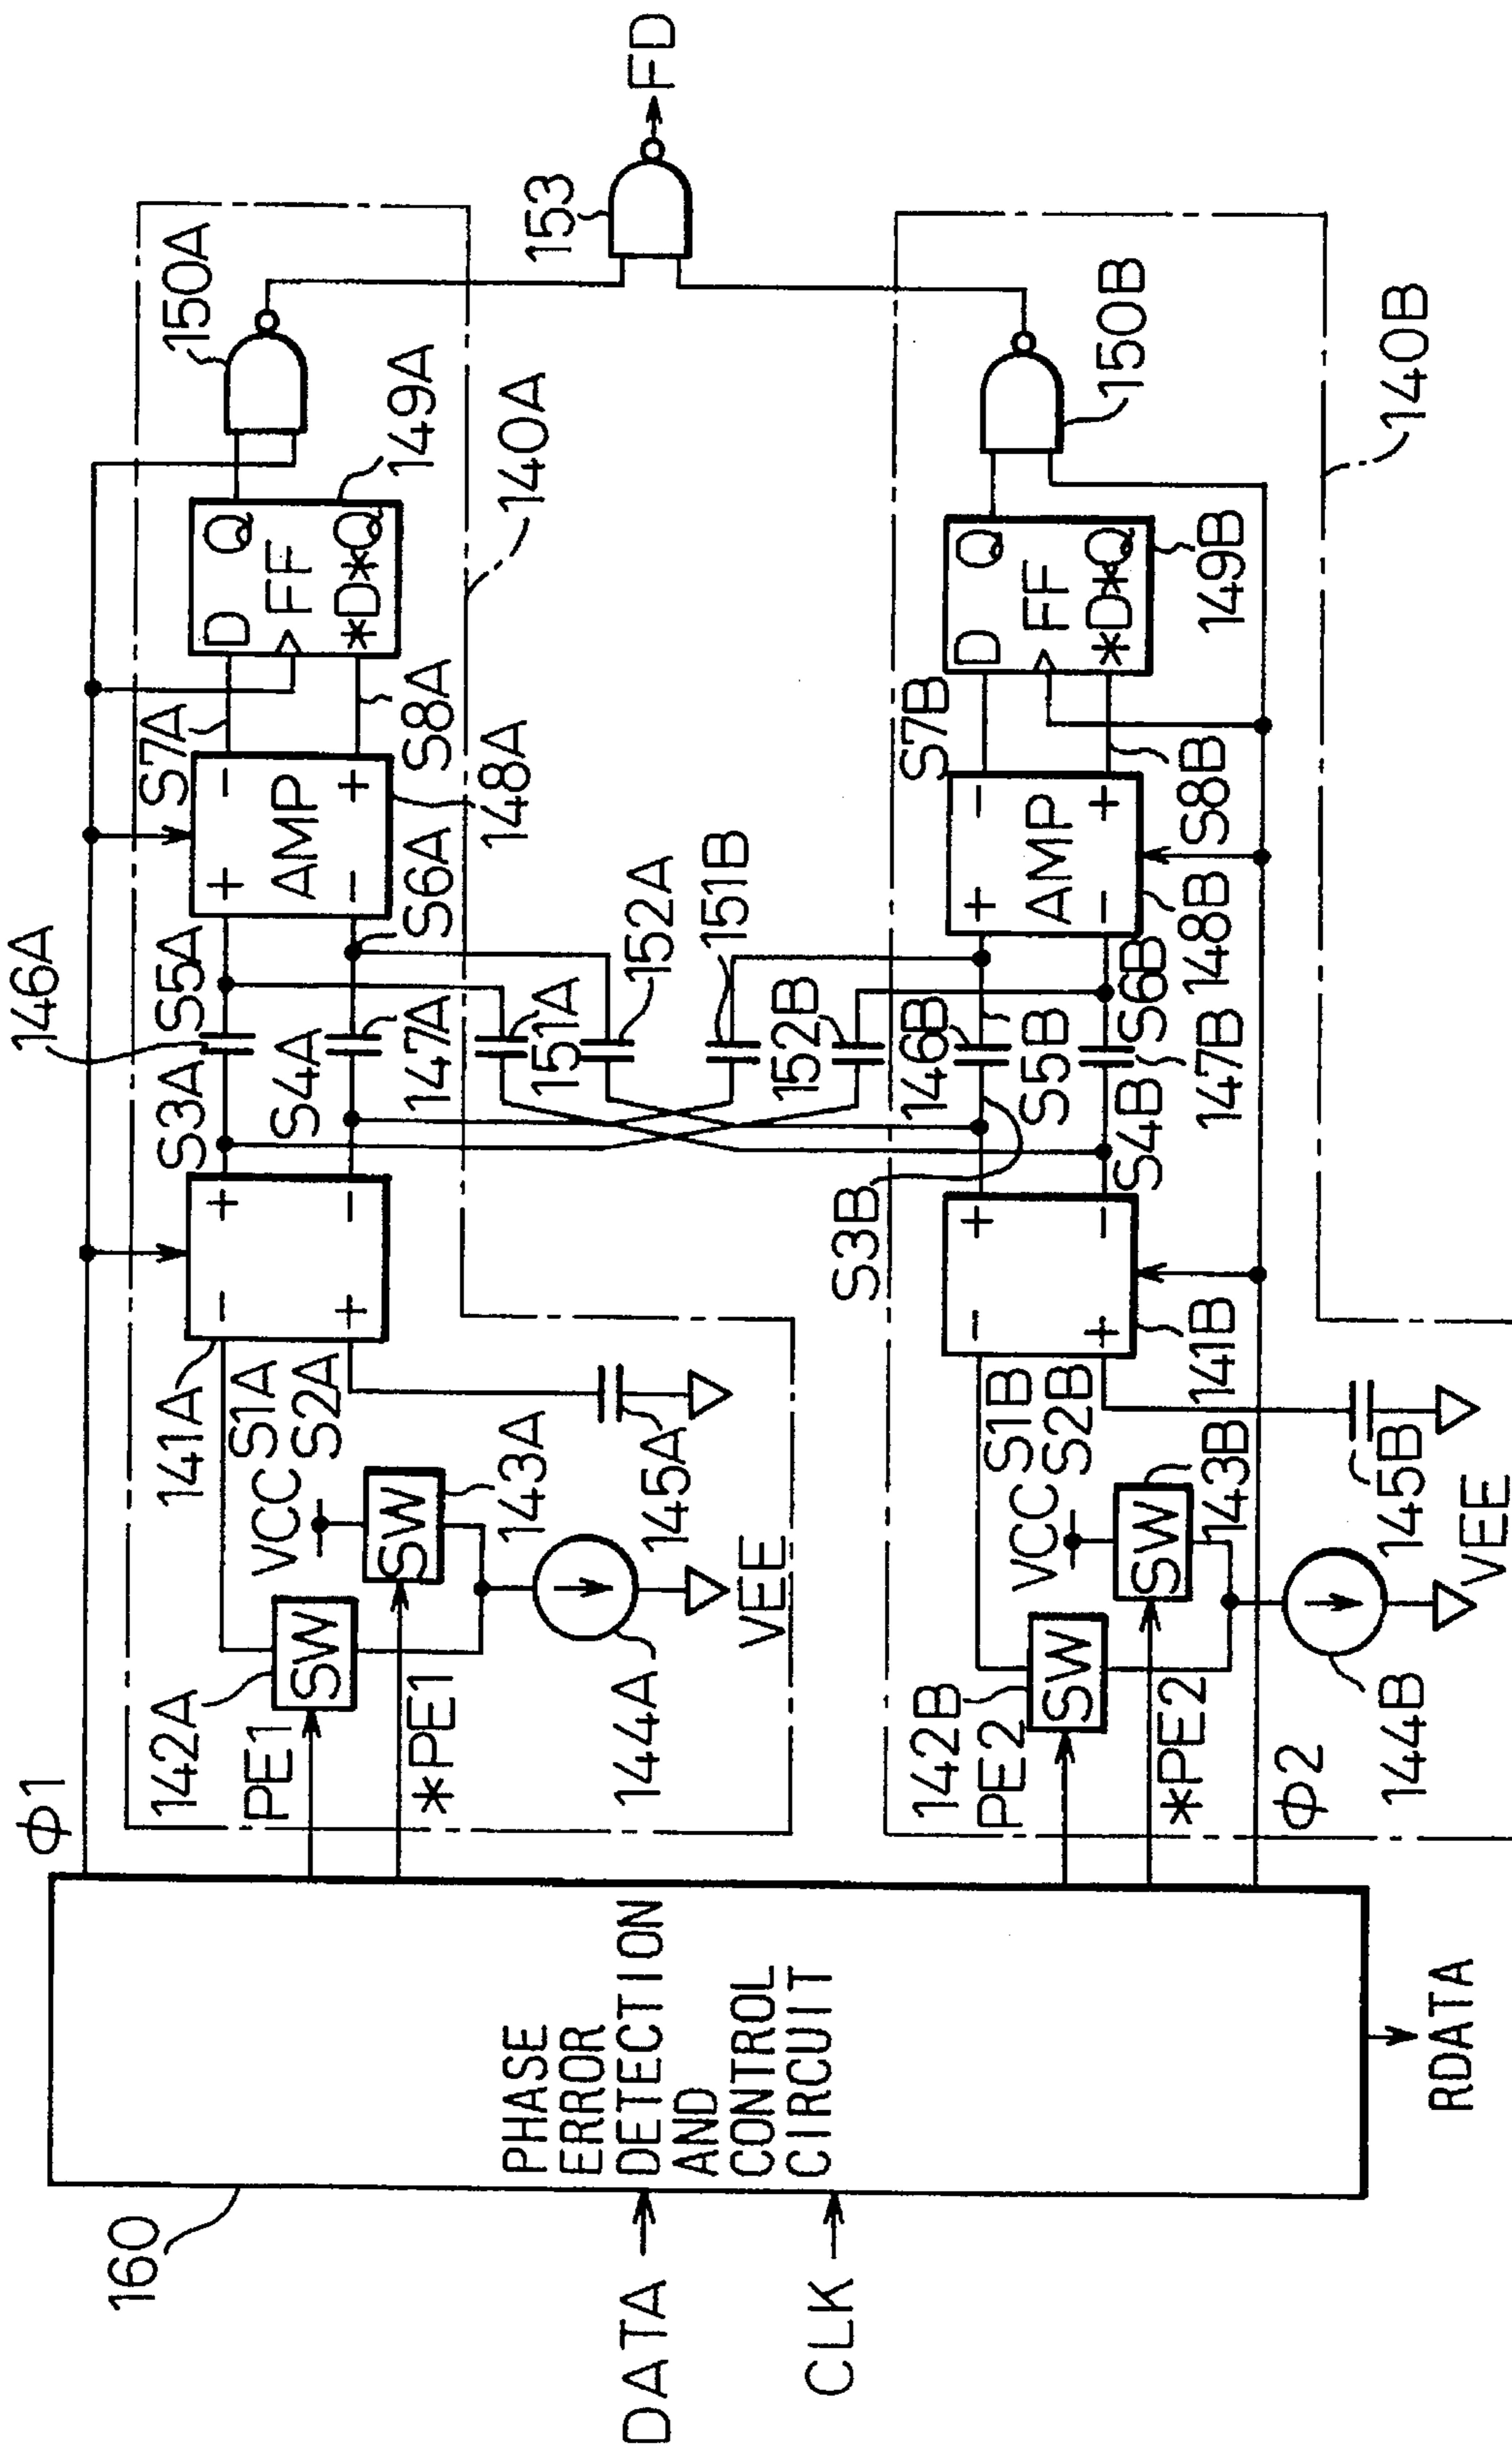 160
PHASE
ERROR
DETECTION
AND
CONTROL
CIRCUIT
DATA
CLK
RDATA
Φ1
142A
PE1
SW
*PE1
VCC
SW
143A
144A
VEE
145A
141A
S1A
S2A
- +
+ -
S3A
S4A
146A
S5A
147A
S6A
151A
152A
+ -
AMP
- +
148A
S7A
S8A
D Q
FF
*D *Q
149A
150A
140A
153
FD
142B
PE2
SW
*PE2
Φ2
VCC
SW
143B
144B
VEE
145B
141B
S1B
S2B
- +
+ -
S3B
S4B
146B
S5B
147B
S6B
151B
152B
+ -
AMP
- +
148B
S7B
S8B
D Q
FF
*D *Q
149B
150B
140B